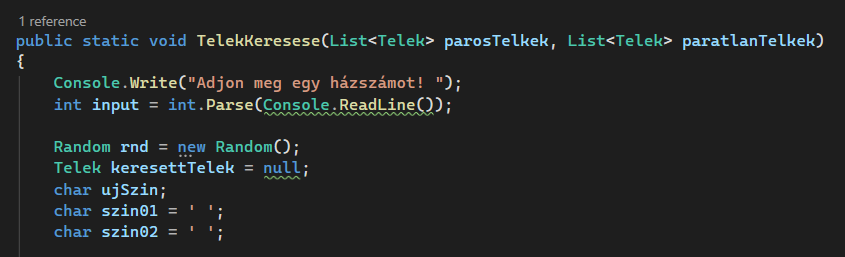 1 reference
public static void TelekKeresese(List<Telek> parosTelkek, List<Telek> paratlanTelkek)
{
Console.Write("Adjon meg egy házszámot! ");
int input = int.Parse(Console.ReadLine());
Random rnd = new Random();
Telek keresettTelek = null;
char ujSzin;
char szin01 = ' ';
char szin02 = ' ';